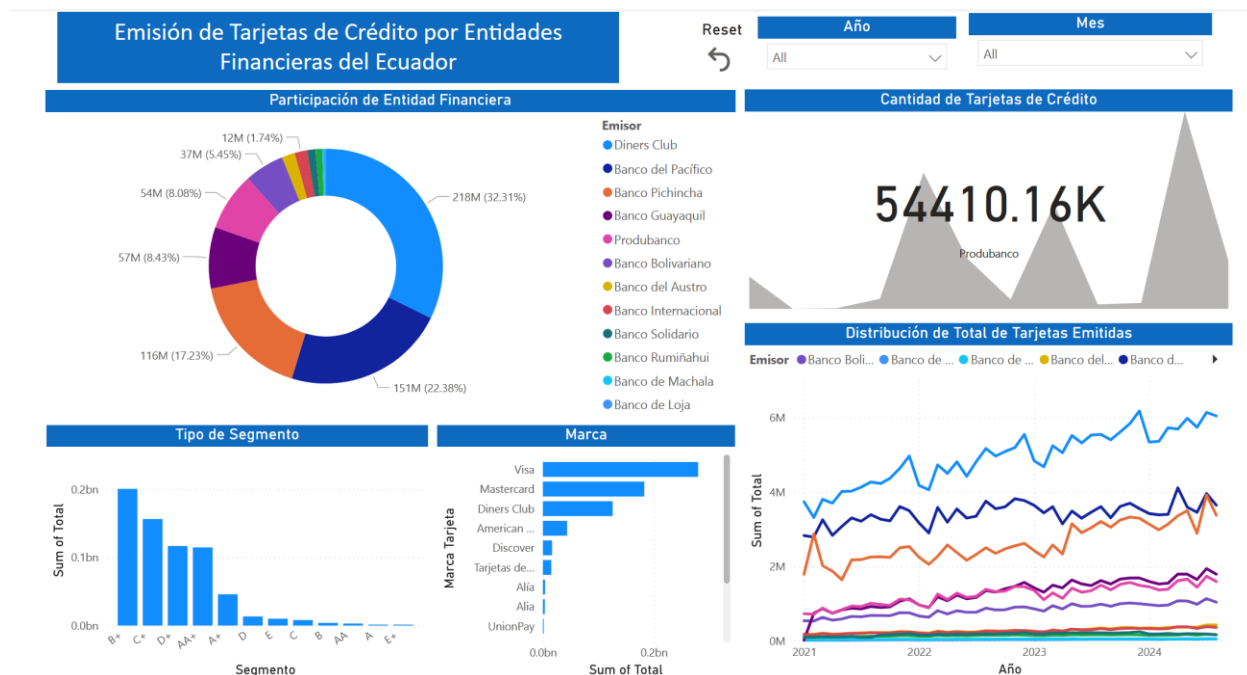 Emisión de Tarjetas de Crédito por Entidades
Financieras del Ecuador
Reset
Año
All
Mes
All
Participación de Entidad Financiera
12M (1.74%)
37M (5.45%)
54M (8.08%)
57M (8.43%)
116M (17.23%)
218M (32.31%)
151M (22.38%)
Emisor
Diners Club
Banco del Pacífico
Banco Pichincha
Banco Guayaquil
Produbanco
Banco Bolivariano
Banco del Austro
Banco Internacional
Banco Solidario
Banco Rumiñahui
Banco de Machala
Banco de Loja
Cantidad de Tarjetas de Crédito
54410.16K
Produbanco
Distribución de Total de Tarjetas Emitidas
Emisor Banco Boli... Banco de ... Banco de ... Banco del... Banco d...
6M
4M
2M
0M
Sum of Total
2021 2022 2023 2024
Año
Tipo de Segmento
Sum of Total
0.2bn
0.1bn
0.0bn
B+ C+ D+ AA+ A+ D E C B AA A E+
Segmento
Marca
Marca Tarjeta
Visa
Mastercard
Diners Club
American ...
Discover
Tarjetas de...
Alía
Alia
UnionPay
0.0bn 0.2bn
Sum of Total